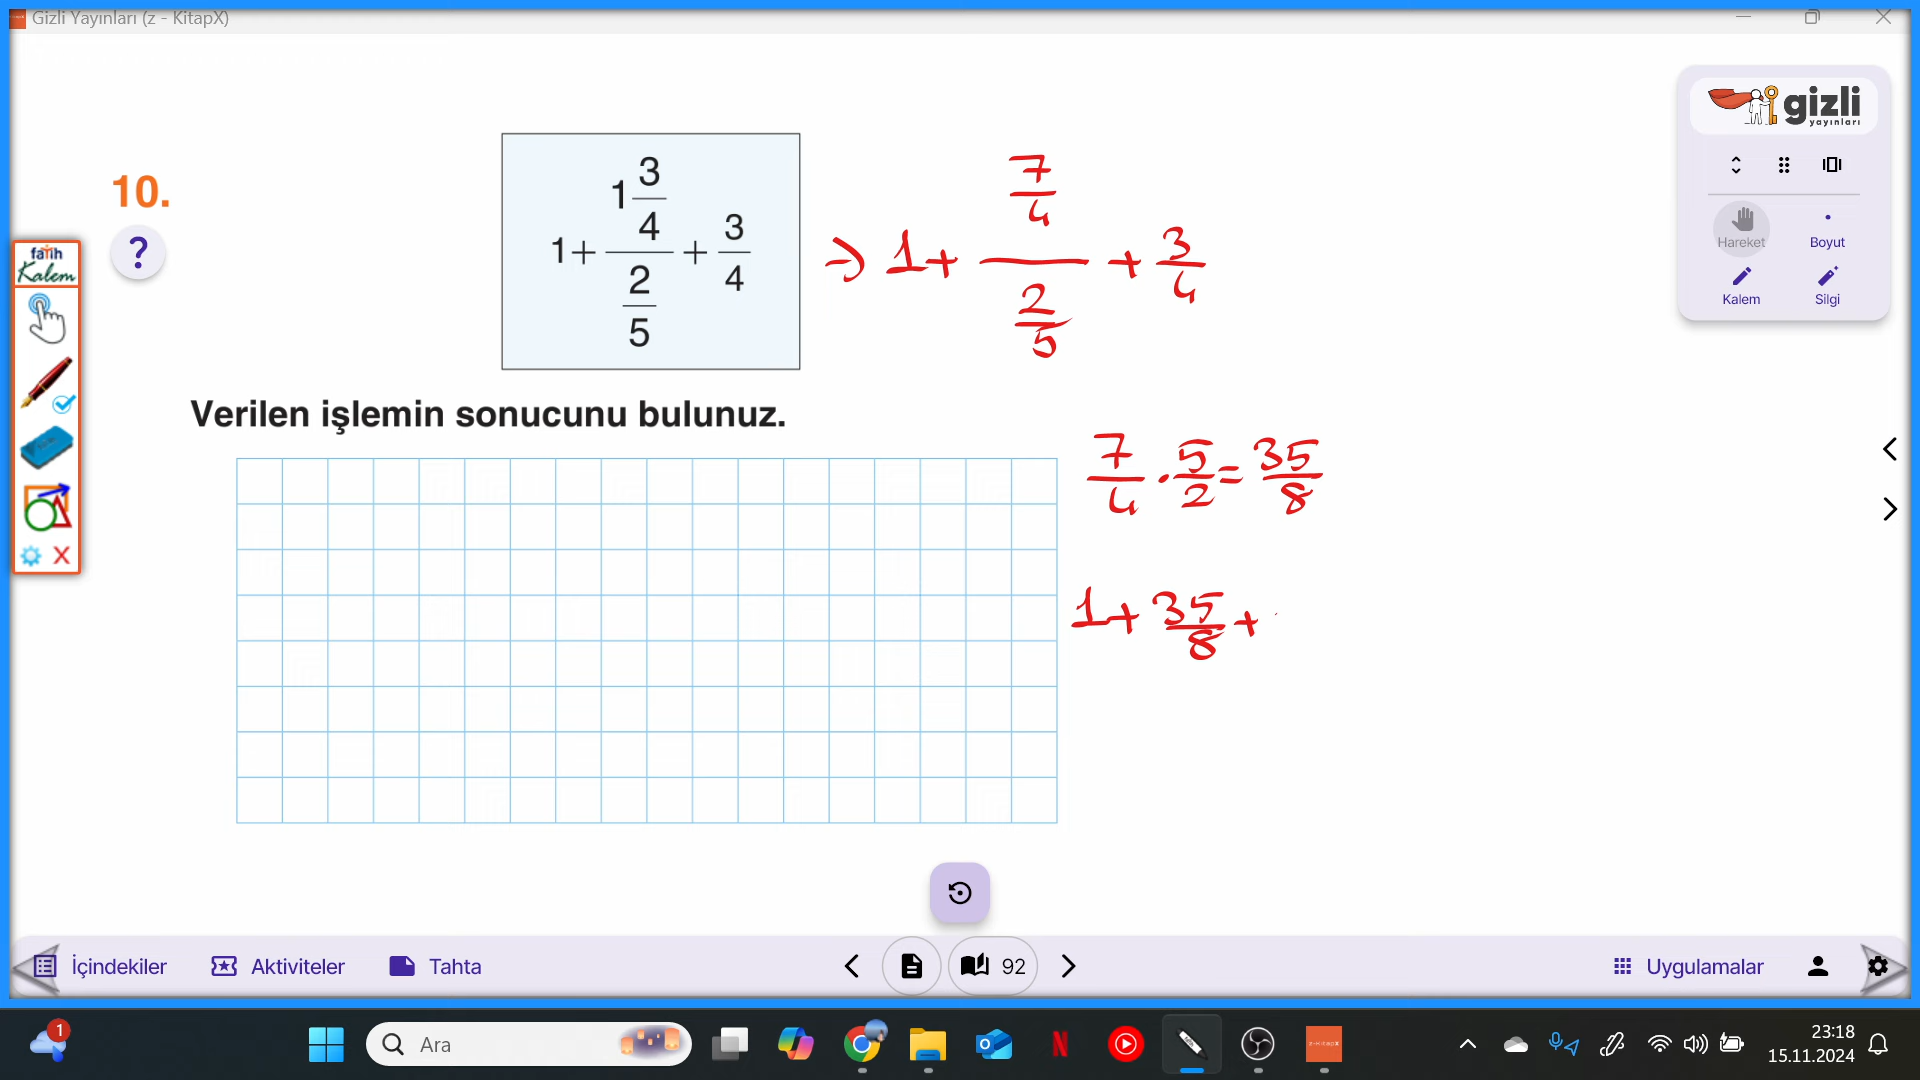 Gizli Yayınları (z - KitapX)
gizli
yayınları
10.
1+ 1 3/4 / 2/5 + 3/4
⇒ 1+ 7/4 / 2/5 + 3/4
?
fatih
Kalem
Hareket
Boyut
Kalem
Silgi
Verilen işlemin sonucunu bulunuz.
7/4 · 5/2 = 35/8
1+ 35/8 +
İçindekiler
Aktiviteler
Tahta
92
Uygulamalar
1
Ara
23:18
15.11.2024